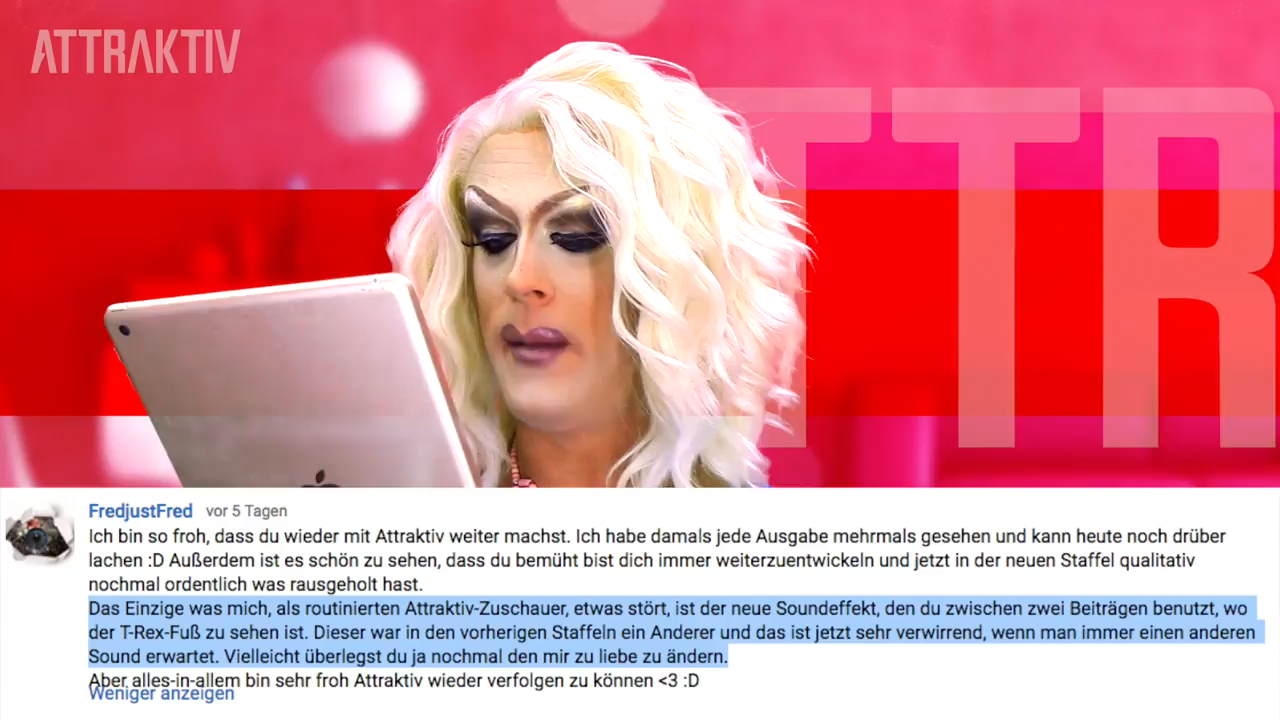 ATTRAKTIV
TTR
FredjustFred vor 5 Tagen
Ich bin so froh, dass du wieder mit Attraktiv weiter machst. Ich habe damals jede Ausgabe mehrmals gesehen und kann heute noch drüber
lachen :D Außerdem ist es schön zu sehen, dass du bemüht bist dich immer weiterzuentwickeln und jetzt in der neuen Staffel qualitativ
nochmal ordentlich was rausgeholt hast.
Das Einzige was mich, als routinierten Attraktiv-Zuschauer, etwas stört, ist der neue Soundeffekt, den du zwischen zwei Beiträgen benutzt, wo
der T-Rex-Fuß zu sehen ist. Dieser war in den vorherigen Staffeln ein Anderer und das ist jetzt sehr verwirrend, wenn man immer einen anderen
Sound erwartet. Vielleicht überlegst du ja nochmal den mir zu liebe zu ändern.
Aber alles-in-allem bin sehr froh Attraktiv wieder verfolgen zu können <3 :D
Weniger anzeigen